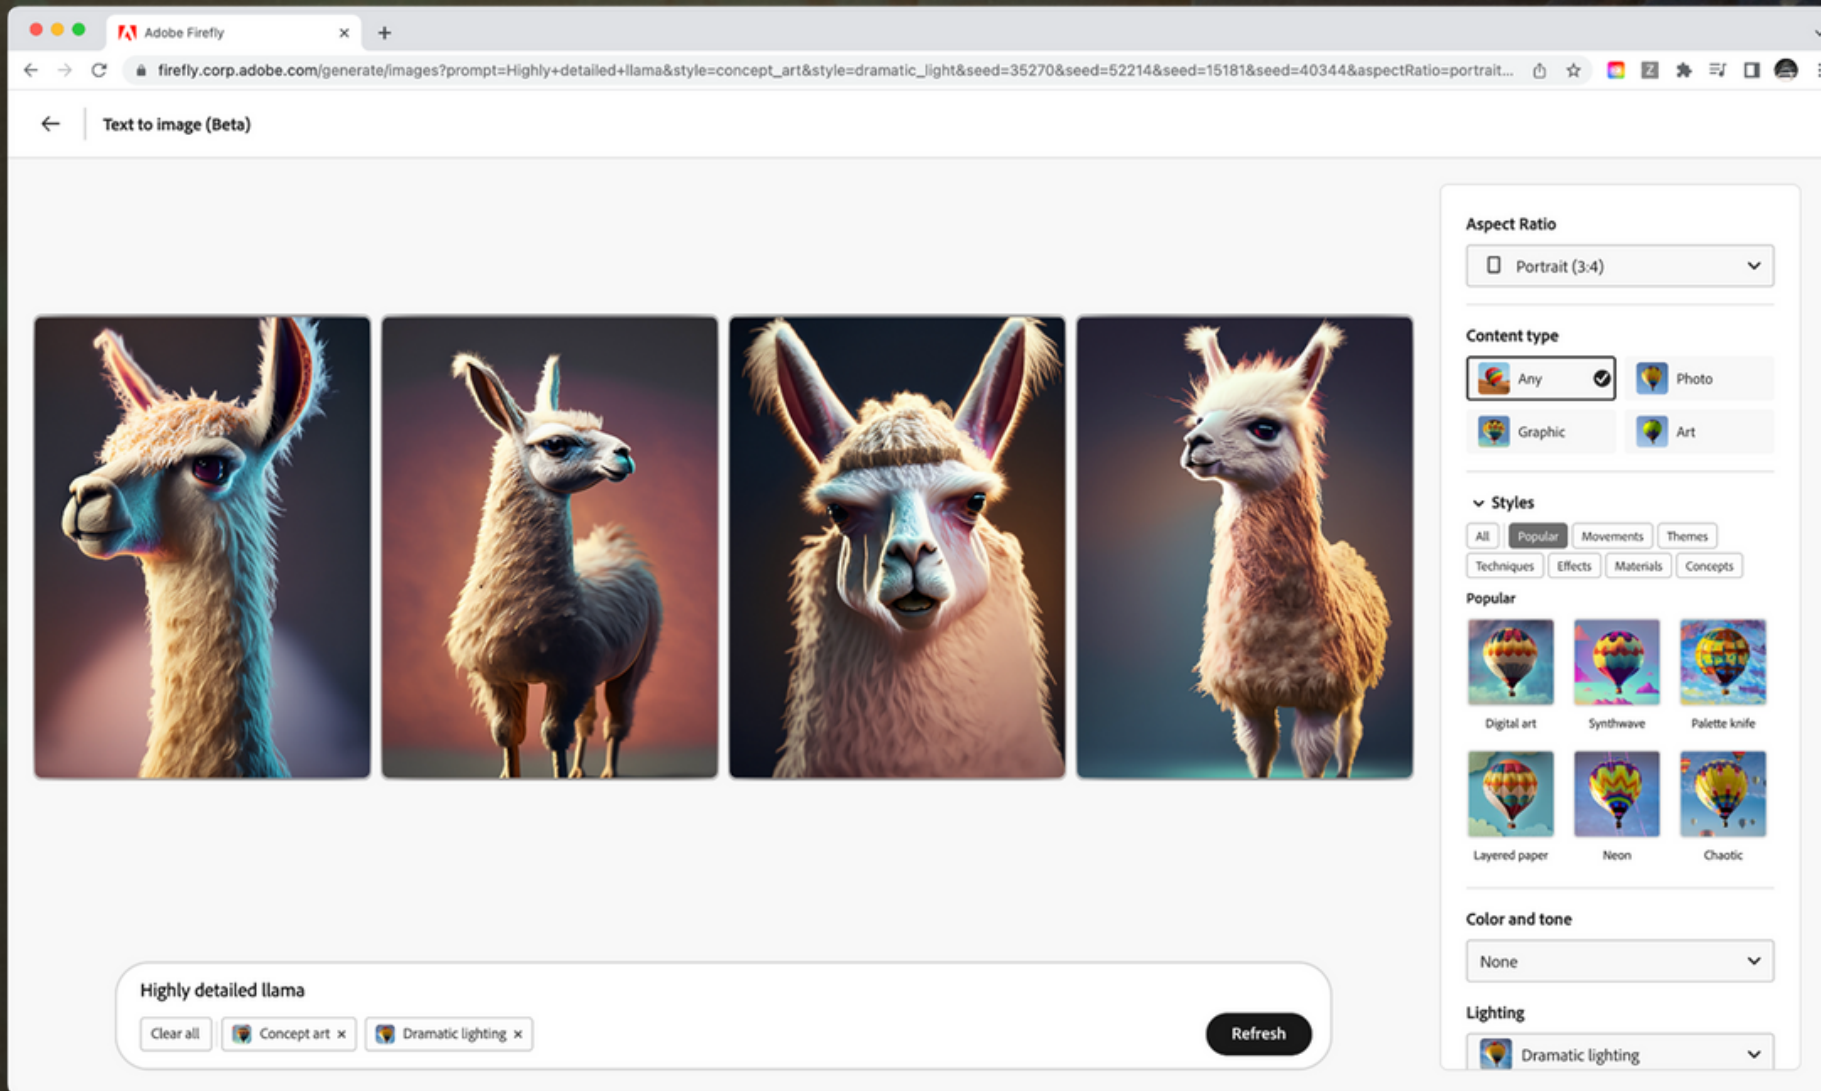 Adobe Firefly
firefly.corp.adobe.com/generate/images?prompt=Highly+detailed+llama&style=concept_art&style=dramatic_light&seed=35270&seed=52214&seed=15181&seed=40344&aspectRatio=portrait...
Text to image (Beta)
Aspect Ratio
Portrait (3:4)
Content type
Any Photo
Graphic Art
Styles
All Popular Movements Themes
Techniques Effects Materials Concepts
Popular
Digital art Synthwave Palette knife
Layered paper Neon Chaotic
Color and tone
None
Lighting
Dramatic lighting
Highly detailed llama
Clear all Concept art Dramatic lighting Refresh